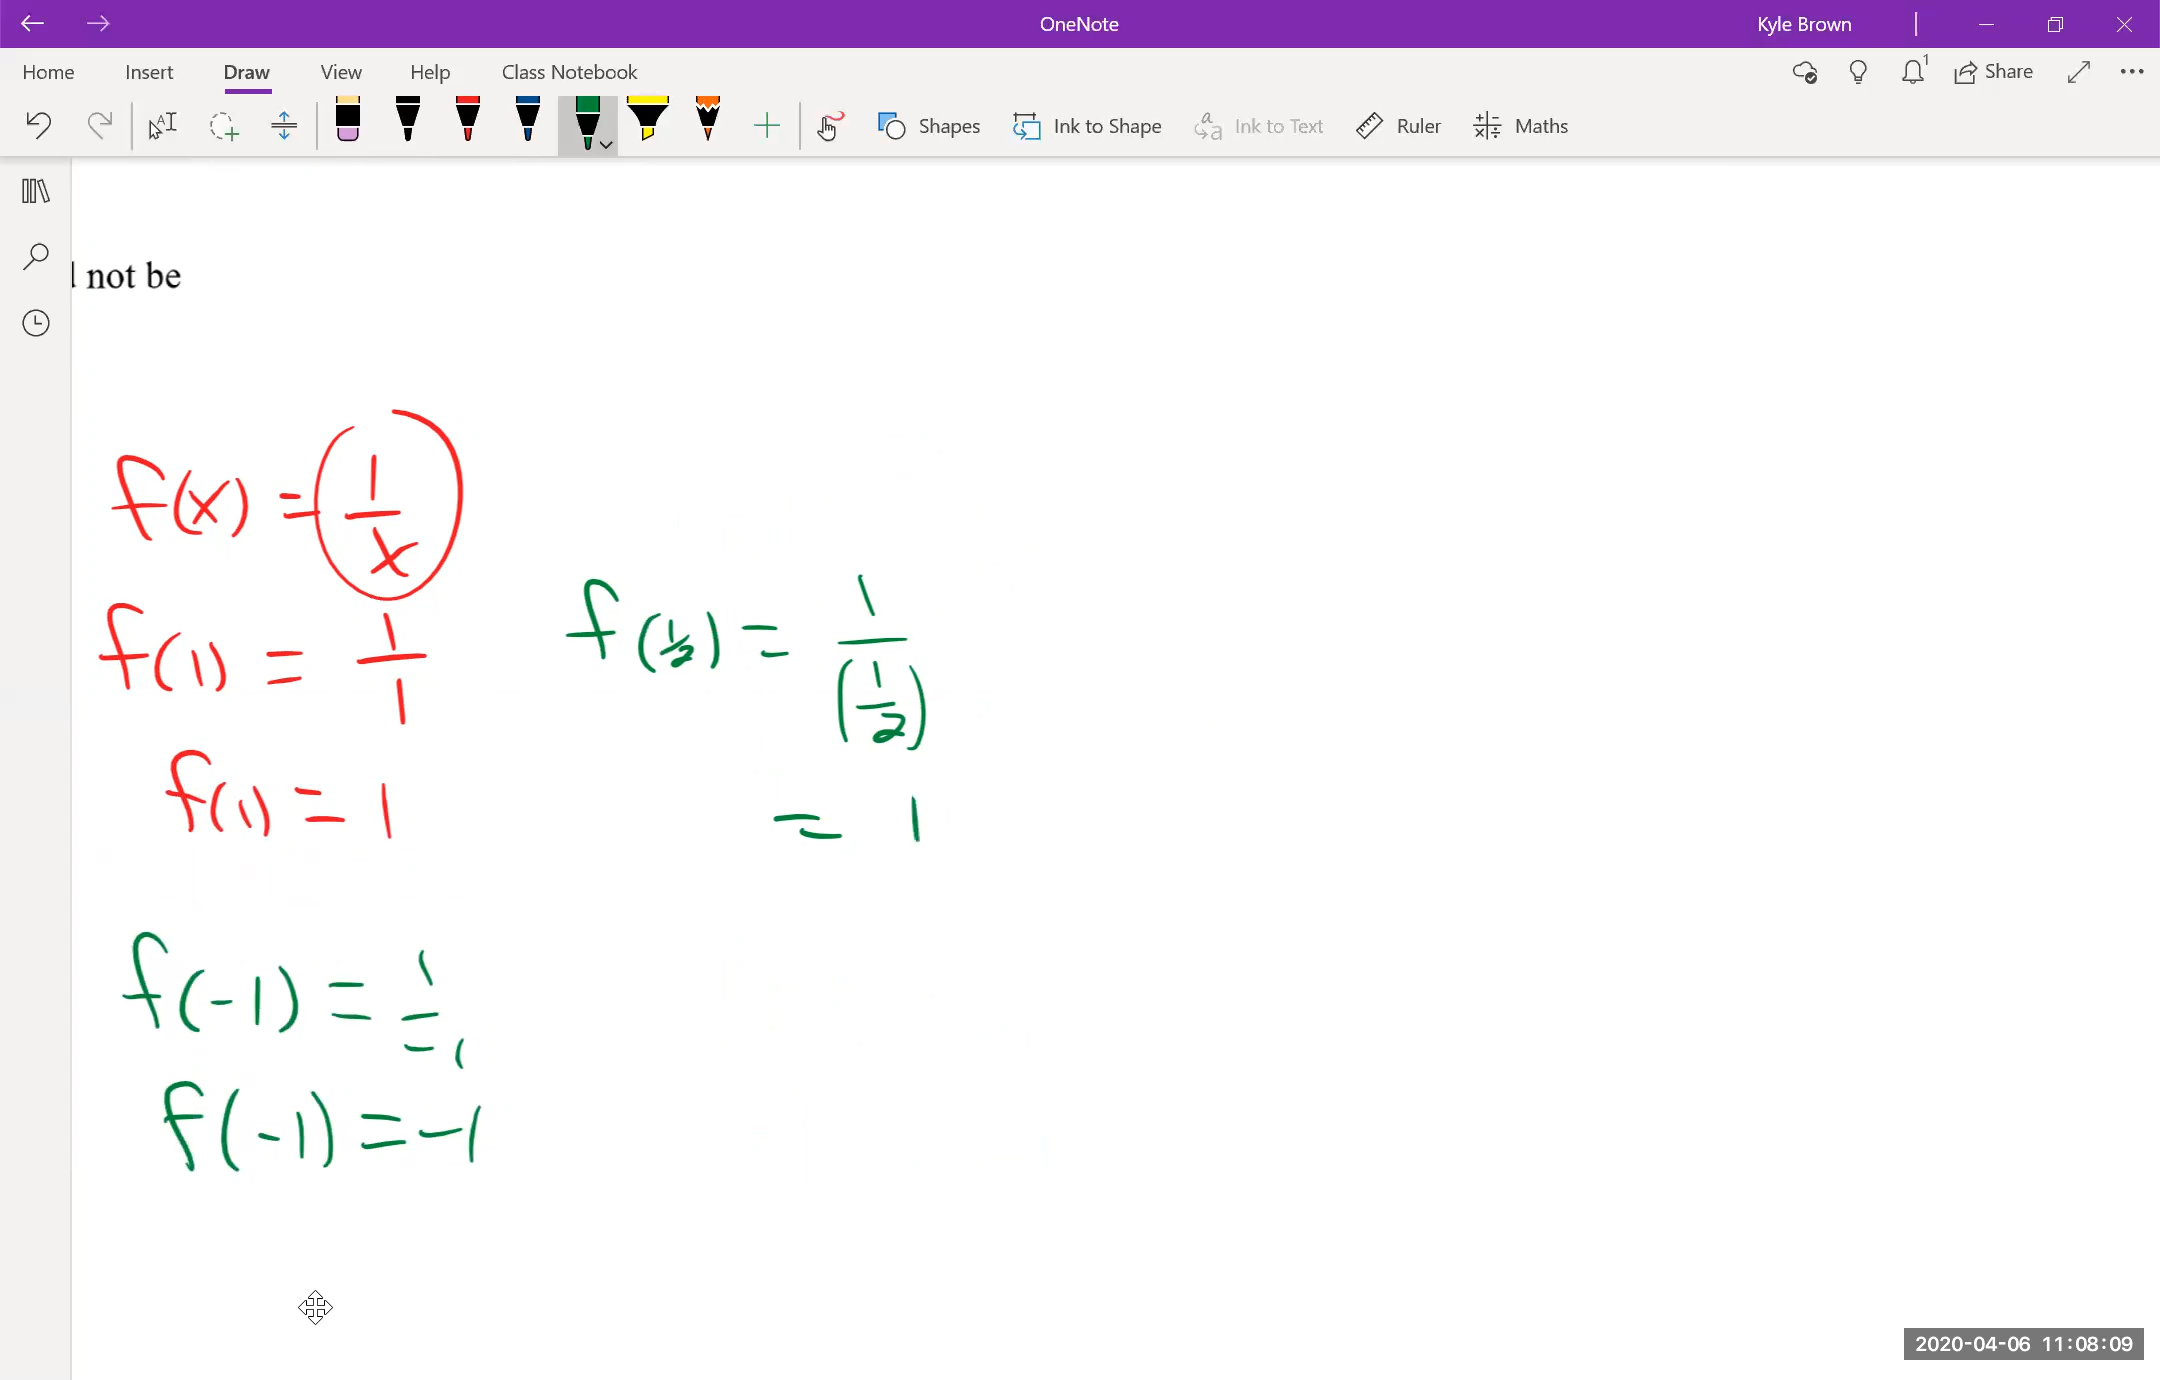 OneNote
Kyle Brown
Home Insert Draw View Help Class Notebook
1 Share
Shapes Ink to Shape Ink to Text Ruler Maths
not be
f(x) = 1/x
f(1) = 1/1
f(1) = 1
f(-1) = 1/-1
f(-1) = -1
f(1/2) = 1/(1/2)
= 1
2020-04-06 11:08:09